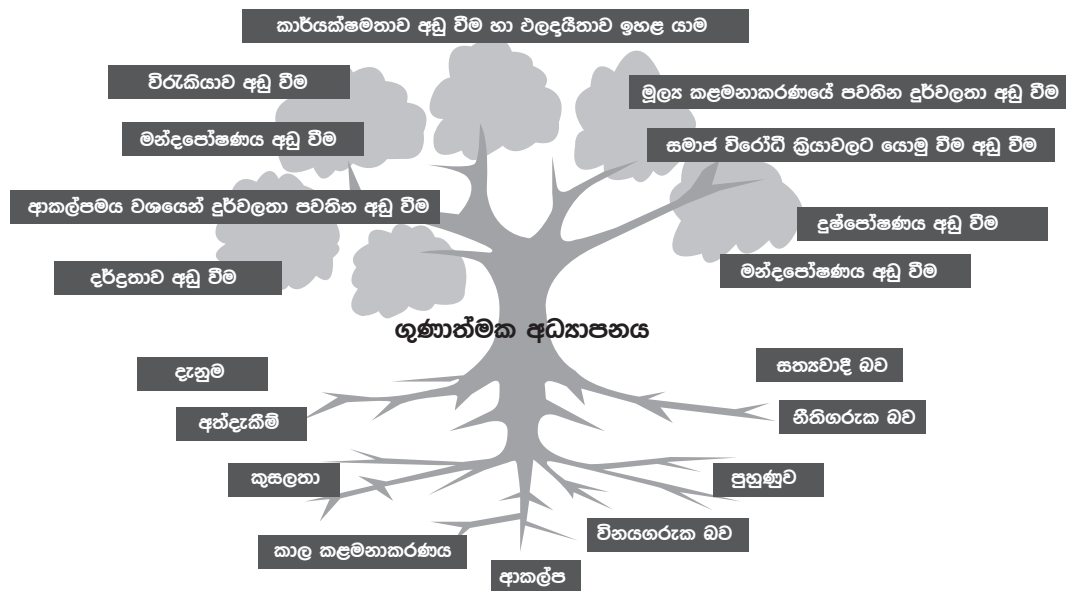 කාර්යක්ෂමතාව අඩු වීම හා ඵලදායීතාව ඉහළ යාම
විරැකියාව අඩු වීම
මූල්‍ය කළමනාකරණයේ පවතින දුර්වලතා අඩු වීම
මන්දපෝෂණය අඩු වීම
සමාජ විරෝධී ක්‍රියාවලට යොමු වීම අඩු වීම
ආකල්පමය වශයෙන් දුර්වලතා පවතින අඩු වීම
දුෂ්පෝෂණය අඩු වීම
දර්ද්‍රතාව අඩු වීම
මන්දපෝෂණය අඩු වීම
ගුණාත්මක අධ්‍යාපනය
දැනුම
සත්‍යවාදී බව
අත්දැකීම්
නීතිගරුක බව
කුසලතා
පුහුණුව
කාල කළමනාකරණය
විනයගරුක බව
ආකල්ප